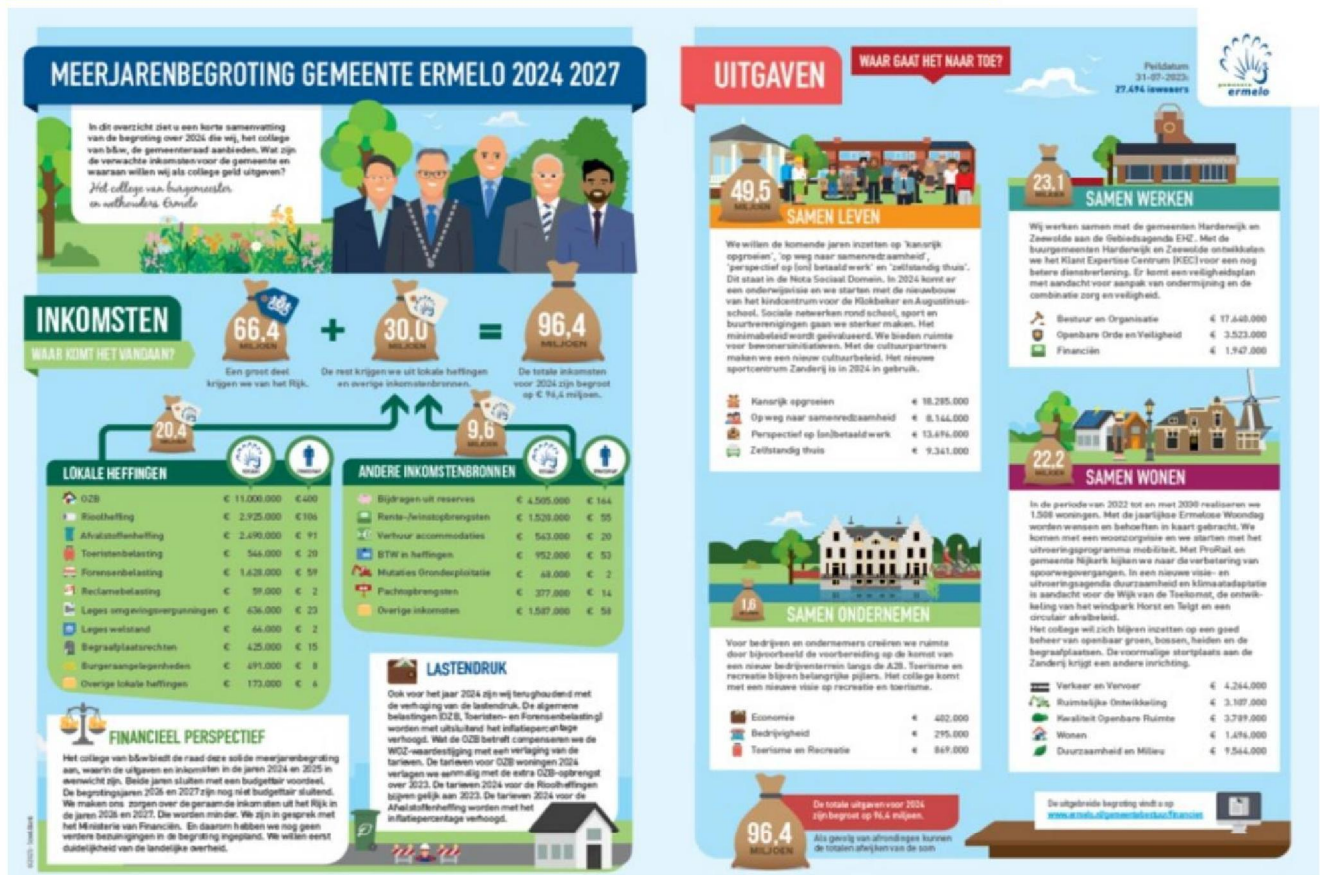 MEERJARENBEGROTING GEMEENTE ERMELO 2024 2027
In dit overzicht ziet u een korte samenvatting
van de begroting over 2024 die wij, het college
van b&w, de gemeenteraad aanbieden. Wat zijn
de verwachte inkomsten voor de gemeente en
waaraan willen wij als college geld uitgeven?
Het college van burgemeester
en wethouders Ermelo
INKOMSTEN
WAAR KOMT HET VANDAAN?
66,4
MILJOEN
+
30,0
MILJOEN
=
96,4
MILJOEN
Een groot deel
krijgen we van het Rijk.
De rest krijgen we uit lokale heffingen
en overige inkomstenbronnen.
De totale inkomsten
voor 2024 zijn begroot
op € 96,4 miljoen.
20,4
MILJOEN
9,6
MILJOEN
LOKALE HEFFINGEN
OZB € 11.000.000 € 400
Rioolheffing € 2.925.000 € 106
Afvalstoffenheffing € 2.490.000 € 91
Toeristenbelasting € 546.000 € 20
Forensenbelasting € 1.628.000 € 59
Reclamebelasting € 59.000 € 2
Leges omgevingsvergunningen € 636.000 € 23
Leges welstand € 66.000 € 2
Begraafplaatsrechten € 425.000 € 15
Burgeraangelegenheden € 491.000 € 8
Overige lokale heffingen € 173.000 € 6
ANDERE INKOMSTENBRONNEN
Bijdragen uit reserves € 4.505.000 € 164
Rente-/winstopbrengsten € 1.520.000 € 55
Verhuur accommodaties € 543.000 € 20
BTW in heffingen € 952.000 € 53
Mutaties Grondexploitatie € 68.000 € 2
Pachtopbrengsten € 377.000 € 14
Overige inkomsten € 1.587.000 € 58
FINANCIEEL PERSPECTIEF
Het college van b&w biedt de raad deze solide meerjarenbegroting
aan, waarin de uitgaven en inkomsten in de jaren 2024 en 2025 in
evenwicht zijn. Beide jaren sluiten met een budgettair voordeel.
De begrotingsjaren 2026 en 2027 zijn nog niet budgettair sluitend.
We maken ons zorgen over de geraamde inkomsten uit het Rijk in
de jaren 2026 en 2027. Die worden minder. We zijn in gesprek met
het Ministerie van Financiën. En daarom hebben we nog geen
verdere bezuinigingen in de begroting ingepland. We willen eerst
duidelijkheid van de landelijke overheid.
LASTENDRUK
Ook voor het jaar 2024 zijn wij terughoudend met
de verhoging van de lastendruk. De algemene
belastingen (OZB, Toeristen- en Forensenbelasting)
worden met uitsluitend het inflatiepercentage
verhoogd. Wat de OZB betreft compenseren we de
WOZ-waardestijging met een verlaging van de
tarieven. De tarieven voor OZB woningen 2024
verlagen we eenmalig met de extra OZB-opbrengst
over 2023. De tarieven 2024 voor de Rioolheffingen
blijven gelijk aan 2023. De tarieven 2024 voor de
Afvalstoffenheffing worden met het
inflatiepercentage verhoogd.
UITGAVEN
WAAR GAAT HET NAAR TOE?
Peildatum
31-07-2023:
27.494 inwoners
gemeente
ermelo
49,5
MILJOEN
SAMEN LEVEN
We willen de komende jaren inzetten op 'kansrijk
opgroeien', 'op weg naar samenredzaamheid',
'perspectief op (on) betaald werk' en 'zelfstandig thuis'.
Dit staat in de Nota Sociaal Domein. In 2024 komt er
een onderwijsvisie en we starten met de nieuwbouw
van het kindcentrum voor de Klokbeker en Augustinus-
school. Sociale netwerken rond school, sport en
buurtverenigingen gaan we sterker maken. Het
minimabeleid wordt geëvalueerd. We bieden ruimte
voor bewonersinitiatieven. Met de cultuurpartners
maken we een nieuw cultuurbeleid. Het nieuwe
sportcentrum Zanderij is in 2024 in gebruik.
Kansrijk opgroeien € 18.285.000
Op weg naar samenredzaamheid € 8.144.000
Perspectief op (on)betaald werk € 13.696.000
Zelfstandig thuis € 9.341.000
1,6
SAMEN ONDERNEMEN
Voor bedrijven en ondernemers creëren we ruimte
door bijvoorbeeld de voorbereiding op de komst van
een nieuw bedrijventerrein langs de A28. Toerisme en
recreatie blijven belangrijke pijlers. Het college komt
met een nieuwe visie op recreatie en toerisme.
Economie € 402.000
Bedrijvigheid € 295.000
Toerisme en Recreatie € 869.000
96,4
MILJOEN
De totale uitgaven voor 2024
zijn begroot op 96,4 miljoen.
Als gevolg van afrondingen kunnen
de totalen afwijken van de som
gemeentehuis
23,1
MILJOEN
SAMEN WERKEN
Wij werken samen met de gemeenten Harderwijk en
Zeewolde aan de Gebiedsagenda EHZ. Met de
buurgemeenten Harderwijk en Zeewolde ontwikkelen
we het Klant Expertise Centrum (KEC) voor een nog
betere dienstverlening. Er komt een veiligheidsplan
met aandacht voor aanpak van ondermijning en de
combinatie zorg en veiligheid.
Bestuur en Organisatie € 17.640.000
Openbare Orde en Veiligheid € 3.523.000
Financiën € 1.947.000
22,2
MILJOEN
SAMEN WONEN
In de periode van 2022 tot en met 2030 realiseren we
1.508 woningen. Met de jaarlijkse Ermelose Woondag
worden wensen en behoeften in kaart gebracht. We
komen met een woonzorgvisie en we starten met het
uitvoeringsprogramma mobiliteit. Met ProRail en
gemeente Nijkerk kijken we naar de verbetering van
spoorwegovergangen. In een nieuwe visie- en
uitvoeringsagenda duurzaamheid en klimaatadaptatie
is aandacht voor de Wijk van de Toekomst, de ontwik-
keling van het windpark Horst en Telgt en een
circulair afvalbeleid.
Het college wil zich blijven inzetten op een goed
beheer van openbaar groen, bossen, heiden en de
begraafplaatsen. De voormalige stortplaats aan de
Zanderij krijgt een andere inrichting.
Verkeer en Vervoer € 4.264.000
Ruimtelijke Ontwikkeling € 3.107.000
Kwaliteit Openbare Ruimte € 3.789.000
Wonen € 1.496.000
Duurzaamheid en Milieu € 9.564.000
De uitgebreide begroting vindt u op
www.ermelo.nl/gemeentebestuur/financien